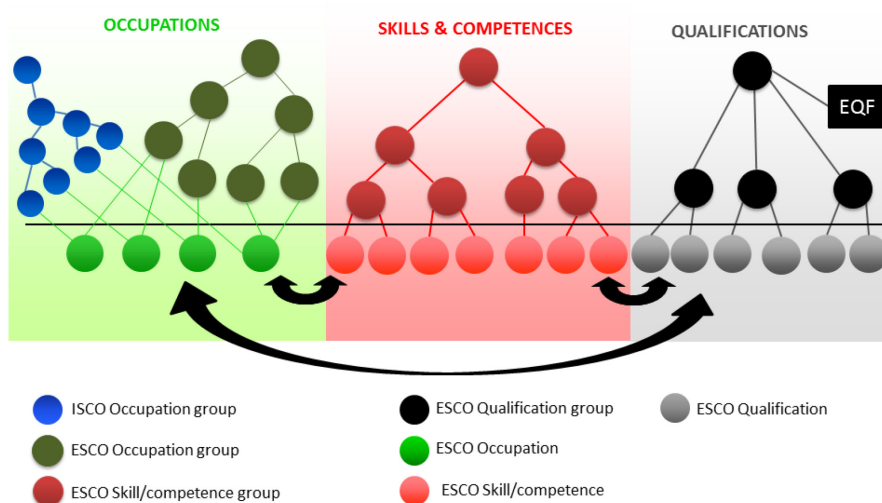 OCCUPATIONS
SKILLS & COMPETENCES
QUALIFICATIONS
EQF
ISCO Occupation group
ESCO Qualification group
ESCO Qualification
ESCO Occupation group
ESCO Occupation
ESCO Skill/competence group
ESCO Skill/competence